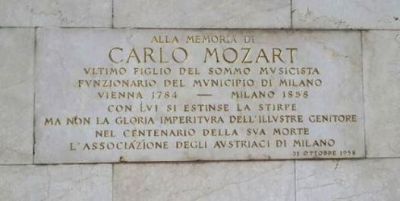 ALLA MEMORIA DI
CARLO MOZART
VLTIMO FIGLIO DEL SOMMO MVSICISTA
FVNZIONARIO DEL MVNICIPIO DI MILANO
VIENNA 1784 — MILANO 1858
CON LVI SI ESTINSE LA STIRPE
MA NON LA GLORIA IMPERITVRA DELL'ILLVSTRE GENITORE
NEL CENTENARIO DELLA SVA MORTE
L'ASSOCIAZIONE DEGLI AVSTRIACI DI MILANO
31 OTTOBRE 1958